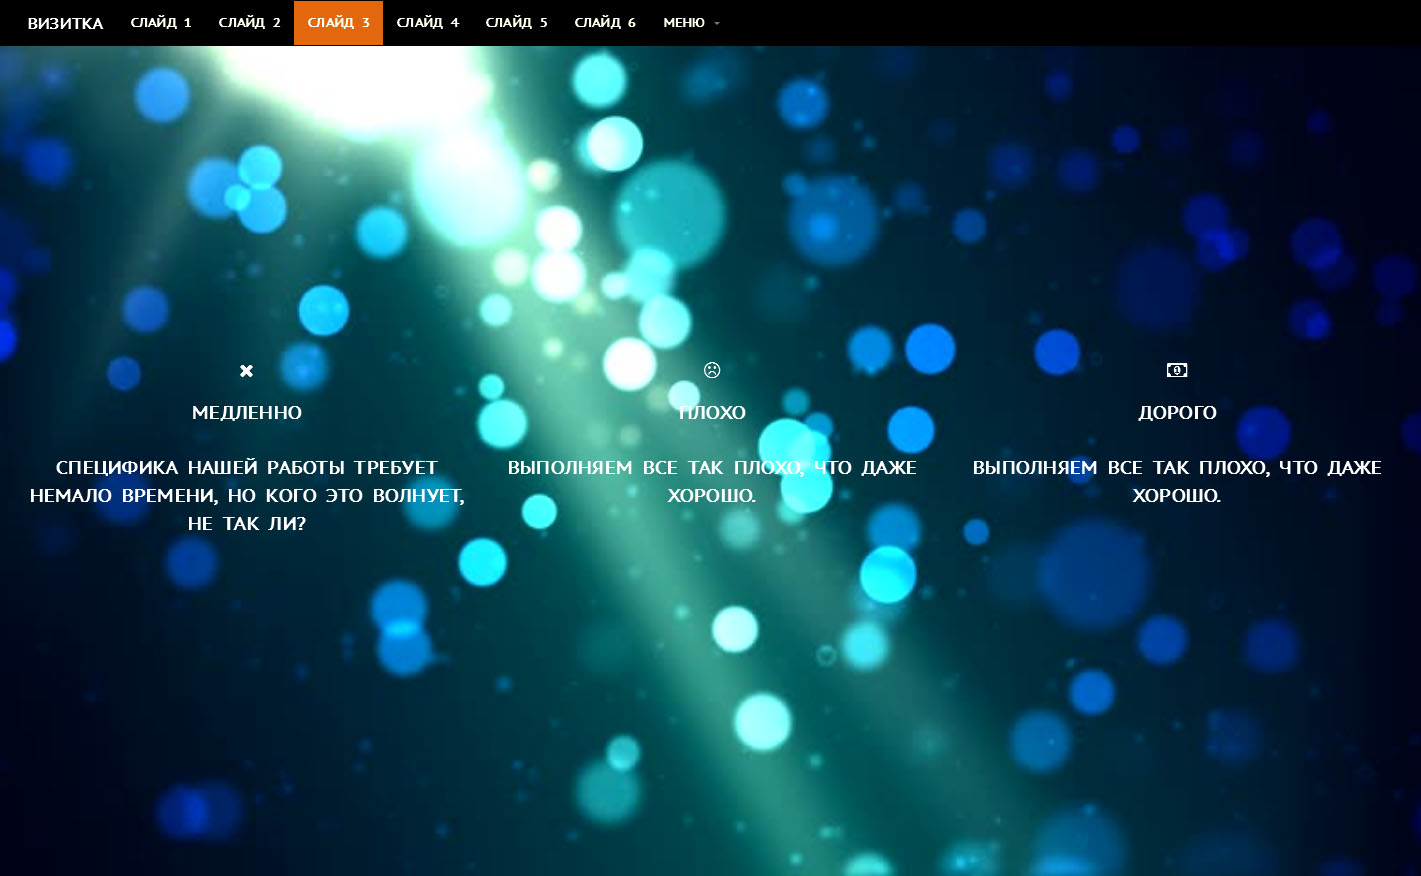 ВИЗИТКА СЛАЙД 1 СЛАЙД 2 СЛАЙД 3 СЛАЙД 4 СЛАЙД 5 СЛАЙД 6 МЕНЮ
МЕДЛЕННО
СПЕЦИФИКА НАШЕЙ РАБОТЫ ТРЕБУЕТ
НЕМАЛО ВРЕМЕНИ, НО КОГО ЭТО ВОЛНУЕТ,
НЕ ТАК ЛИ?
ПЛОХО
ВЫПОЛНЯЕМ ВСЕ ТАК ПЛОХО, ЧТО ДАЖЕ
ХОРОШО.
ДОРОГО
ВЫПОЛНЯЕМ ВСЕ ТАК ПЛОХО, ЧТО ДАЖЕ
ХОРОШО.